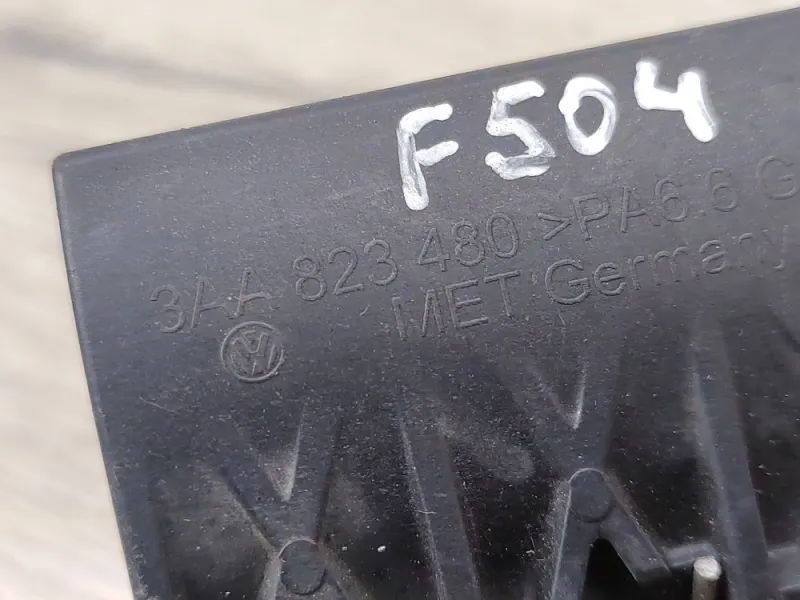 F504
3AA 823 480 >PA6.6 G
MET Germany